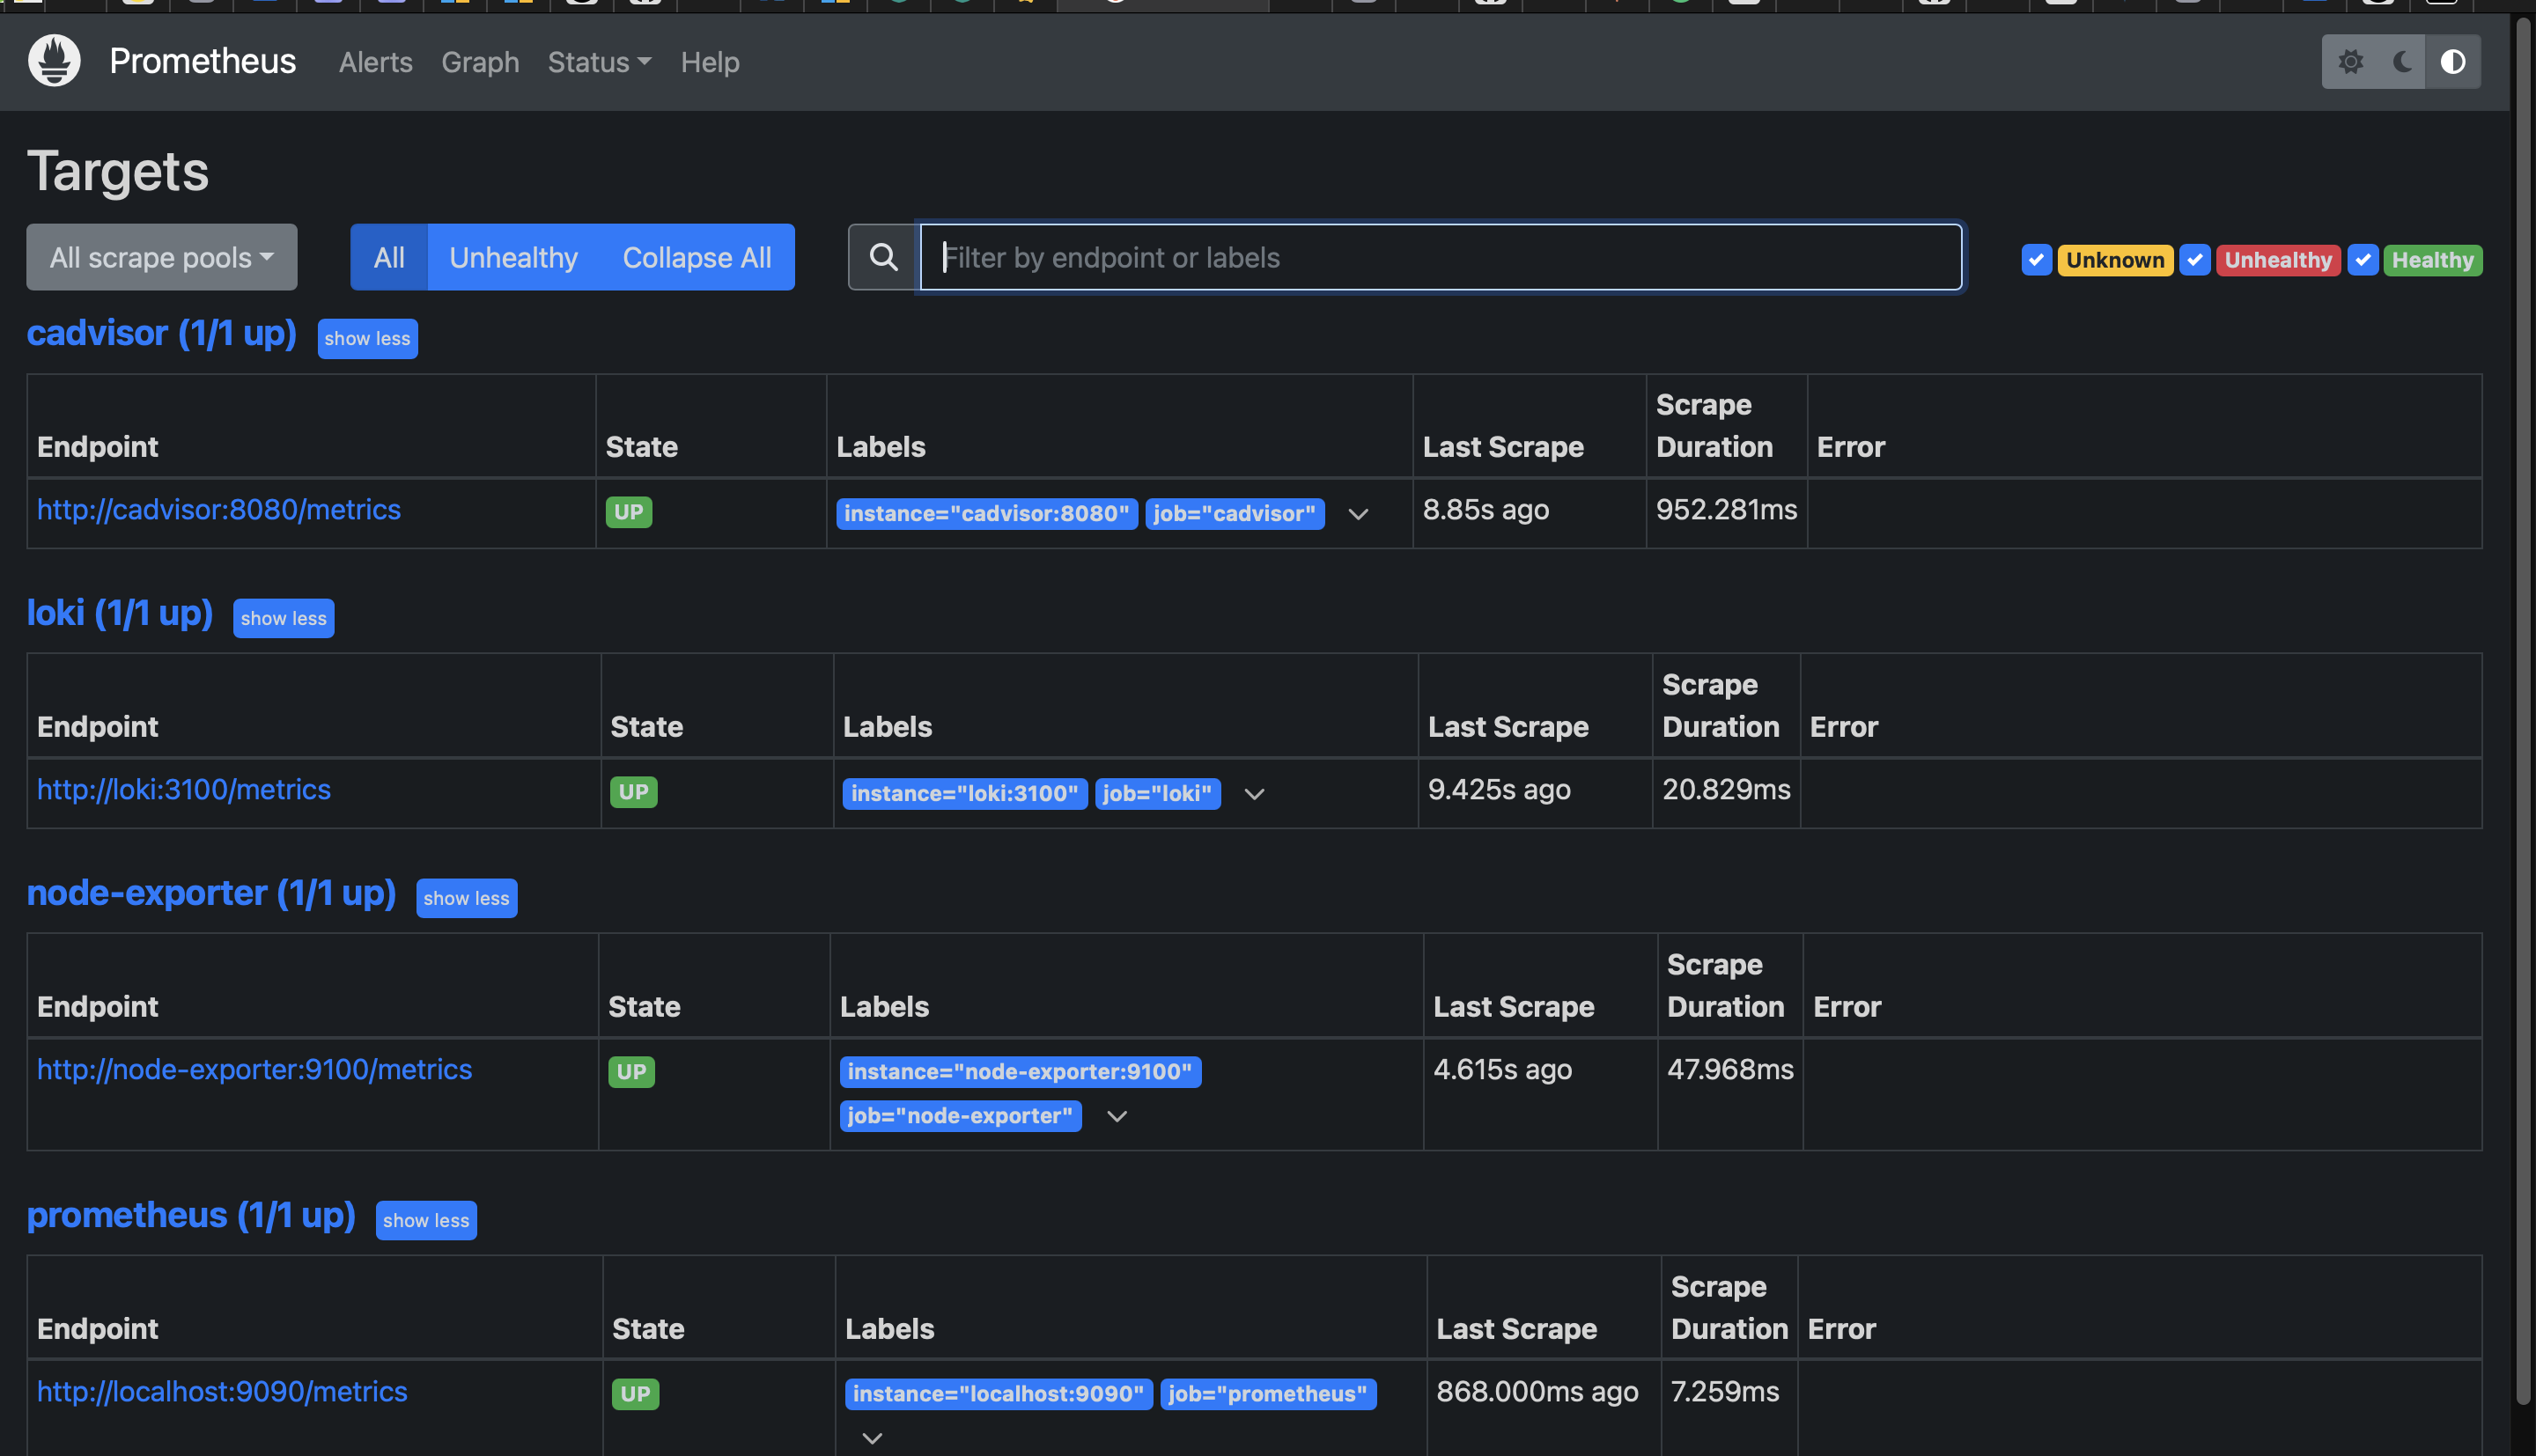 Prometheus Alerts Graph Status Help
Targets
All scrape pools All Unhealthy Collapse All Filter by endpoint or labels Unknown Unhealthy Healthy
cadvisor (1/1 up) show less
Endpoint State Labels Last Scrape Scrape Duration Error
http://cadvisor:8080/metrics UP instance="cadvisor:8080" job="cadvisor" 8.85s ago 952.281ms
loki (1/1 up) show less
Endpoint State Labels Last Scrape Scrape Duration Error
http://loki:3100/metrics UP instance="loki:3100" job="loki" 9.425s ago 20.829ms
node-exporter (1/1 up) show less
Endpoint State Labels Last Scrape Scrape Duration Error
http://node-exporter:9100/metrics UP instance="node-exporter:9100" 4.615s ago 47.968ms
job="node-exporter"
prometheus (1/1 up) show less
Endpoint State Labels Last Scrape Scrape Duration Error
http://localhost:9090/metrics UP instance="localhost:9090" job="prometheus" 868.000ms ago 7.259ms